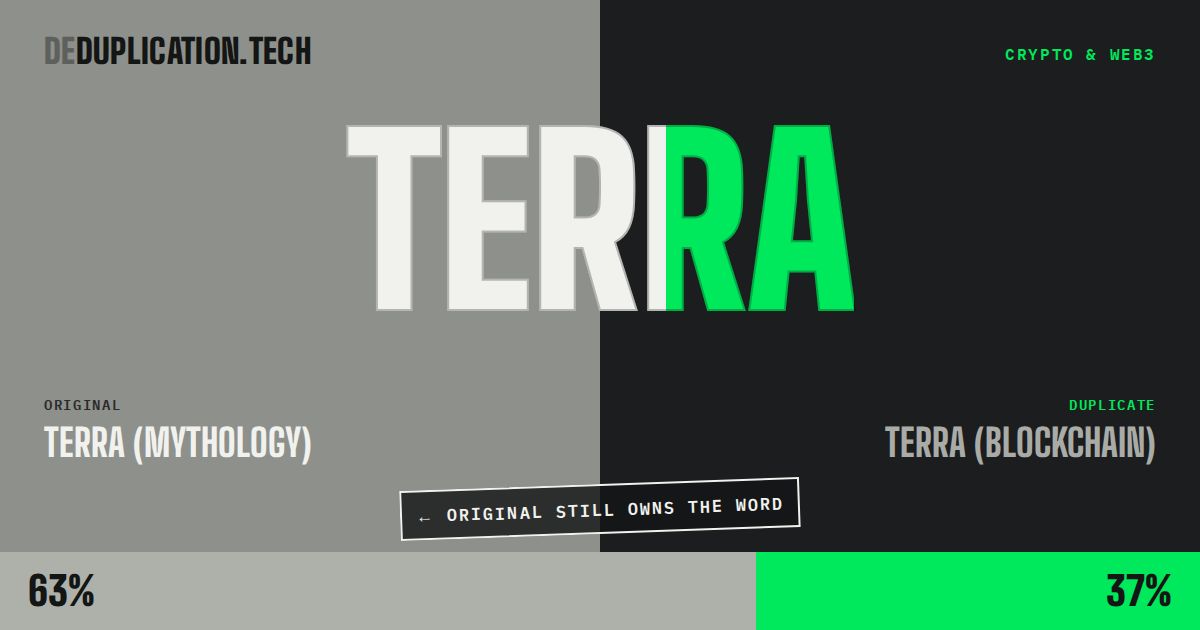 DEDUPLICATION.TECH
CRYPTO & WEB3
TERRA
ORIGINAL
TERRA (MYTHOLOGY)
DUPLICATE
TERRA (BLOCKCHAIN)
← ORIGINAL STILL OWNS THE WORD
63%
37%